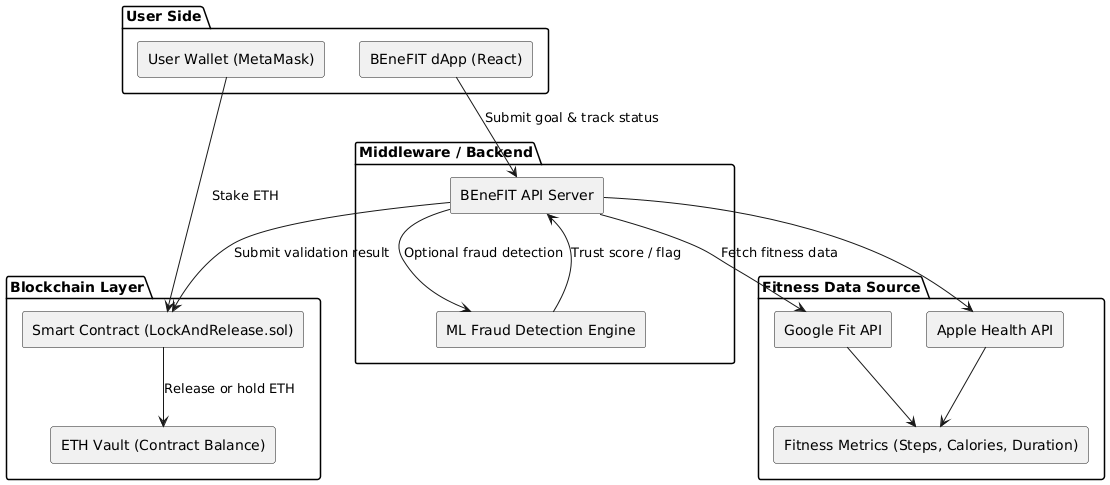 User Side
User Wallet (MetaMask)
BEneFIT dApp (React)
Submit goal & track status
Middleware / Backend
BEneFIT API Server
Stake ETH
Submit validation result
Optional fraud detection
Trust score / flag
Fetch fitness data
Blockchain Layer
Fitness Data Source
Smart Contract (LockAndRelease.sol)
ML Fraud Detection Engine
Google Fit API
Apple Health API
Release or hold ETH
ETH Vault (Contract Balance)
Fitness Metrics (Steps, Calories, Duration)